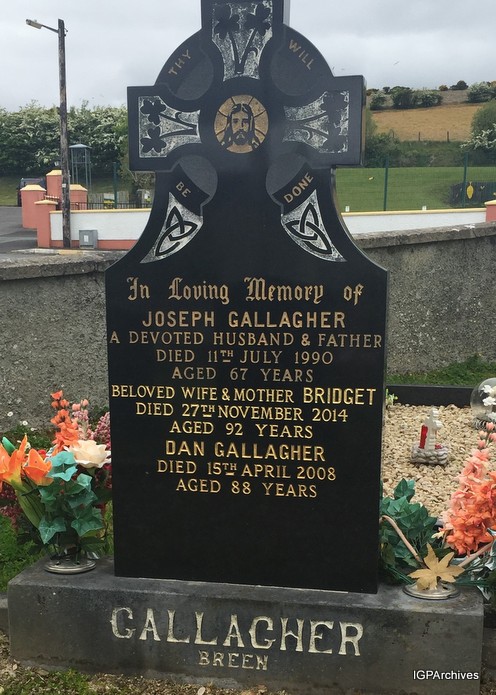 THY WILL
BE DONE
In Loving Memory of
JOSEPH GALLAGHER
A DEVOTED HUSBAND & FATHER
DIED 11TH JULY 1990
AGED 67 YEARS
BELOVED WIFE & MOTHER BRIDGET
DIED 27TH NOVEMBER 2014
AGED 92 YEARS
DAN GALLAGHER
DIED 15TH APRIL 2008
AGED 88 YEARS
GALLAGHER
BREEN
IGPArchives